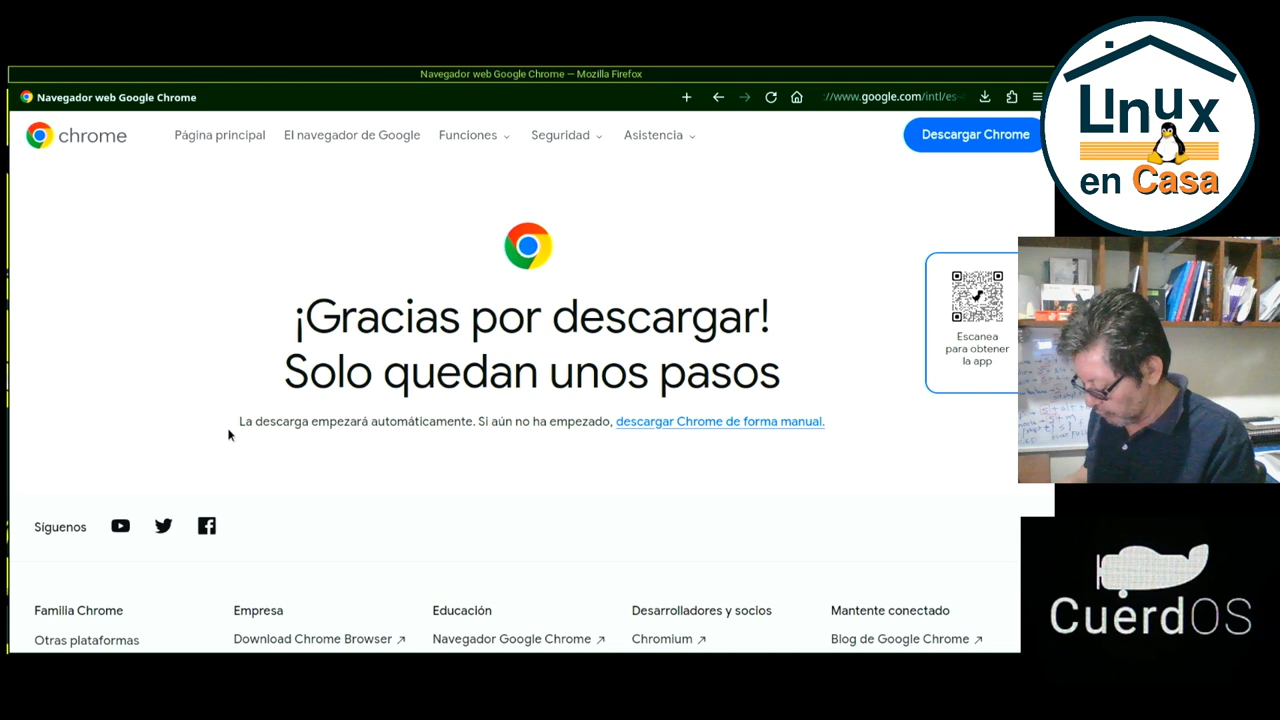 Navegador web Google Chrome — Mozilla Firefox
Navegador web Google Chrome
://www.google.com/intl/es-
chrome
Página principal
El navegador de Google
Funciones
Seguridad
Asistencia
Descargar Chrome
¡Gracias por descargar!
Solo quedan unos pasos
La descarga empezará automáticamente. Si aún no ha empezado, descargar Chrome de forma manual.
Escanea
para obtener
la app
Síguenos
Familia Chrome
Otras plataformas
Empresa
Download Chrome Browser
Educación
Navegador Google Chrome
Desarrolladores y socios
Chromium
Mantente conectado
Blog de Google Chrome
Linux
en Casa
CuerdOS